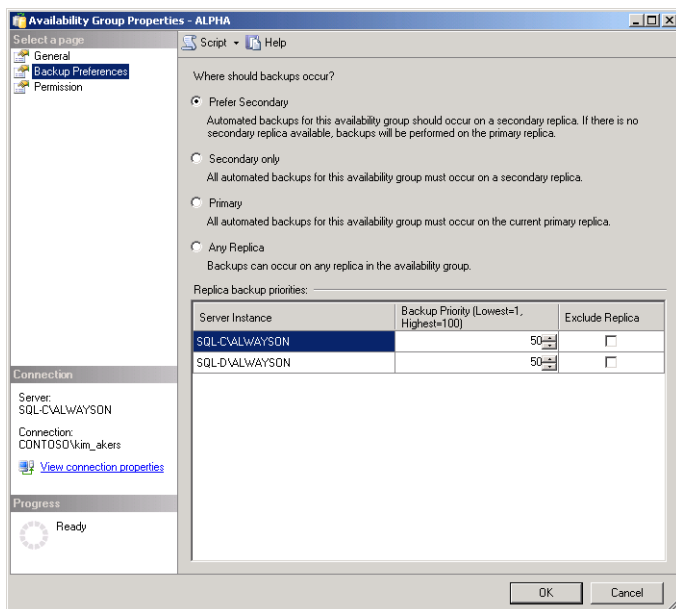 Availability Group Properties - ALPHA
Select a page
General
Backup Preferences
Permission
Script
Help
Where should backups occur?
Prefer Secondary
Automated backups for this availability group should occur on a secondary replica. If there is no
secondary replica available, backups will be performed on the primary replica.
Secondary only
All automated backups for this availability group must occur on a secondary replica.
Primary
All automated backups for this availability group must occur on the current primary replica.
Any Replica
Backups can occur on any replica in the availability group.
Replica backup priorities:
Server Instance
Backup Priority (Lowest=1,
Highest=100)
Exclude Replica
SQL-C\ALWAYSON
50
SQL-D\ALWAYSON
50
Connection
Server:
SQL-C\ALWAYSON
Connection:
CONTOSO\kim_akers
View connection properties
Progress
Ready
OK
Cancel